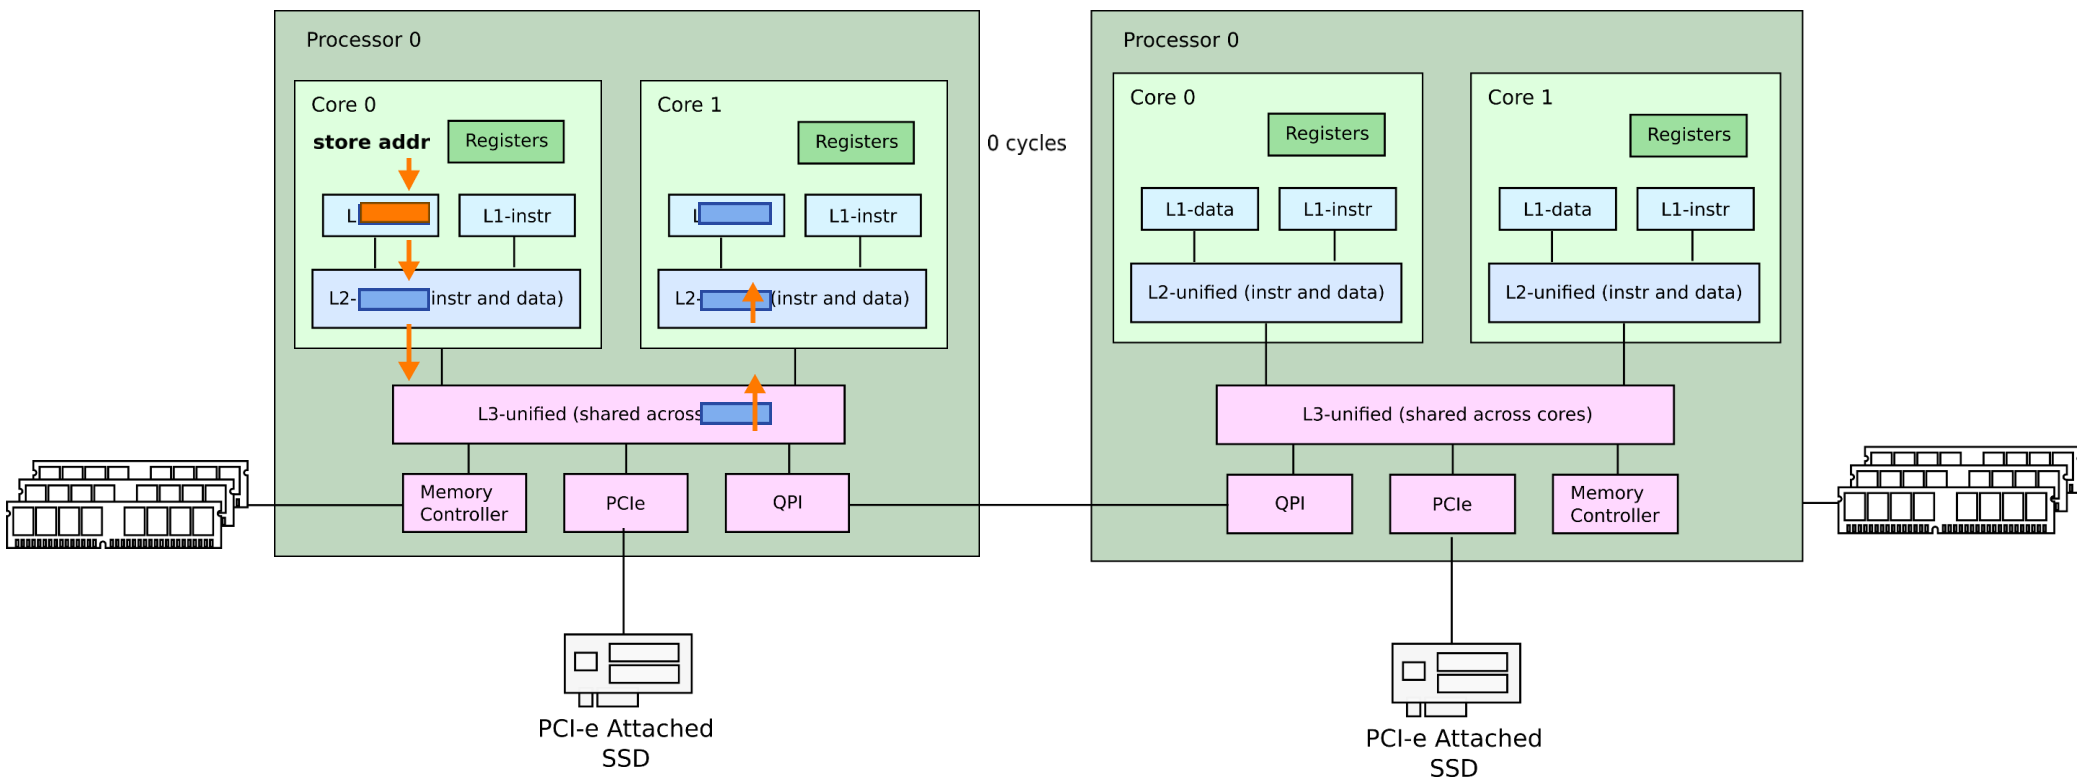 Processor 0
Core 0
store addr
Registers
L
L1-instr
L2-
instr and data)
Core 1
Registers
L
L1-instr
L2-
(instr and data)
L3-unified (shared across
Memory
Controller
PCIe
QPI
PCI-e Attached
SSD
0 cycles
Processor 0
Core 0
Registers
L1-data
L1-instr
L2-unified (instr and data)
Core 1
Registers
L1-data
L1-instr
L2-unified (instr and data)
L3-unified (shared across cores)
QPI
PCIe
Memory
Controller
PCI-e Attached
SSD